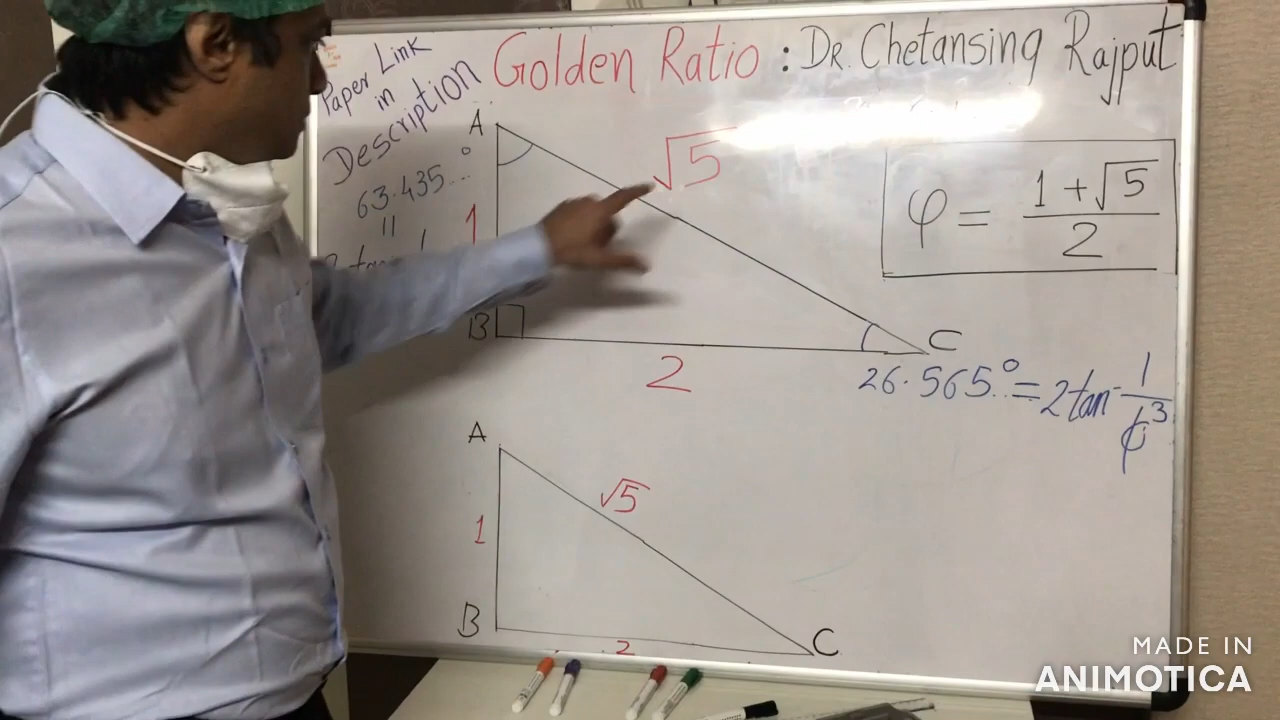 Golden Ratio : DR. Chetansing Rajput
Paper Link
in
Description
A
63.435...°
=
1
√5
φ = (1 + √5) / 2
B
2
C
26.565..° = 2 tan⁻ 1/φ³
A
1
√5
B
2
C
MADE IN
ANIMOTICA